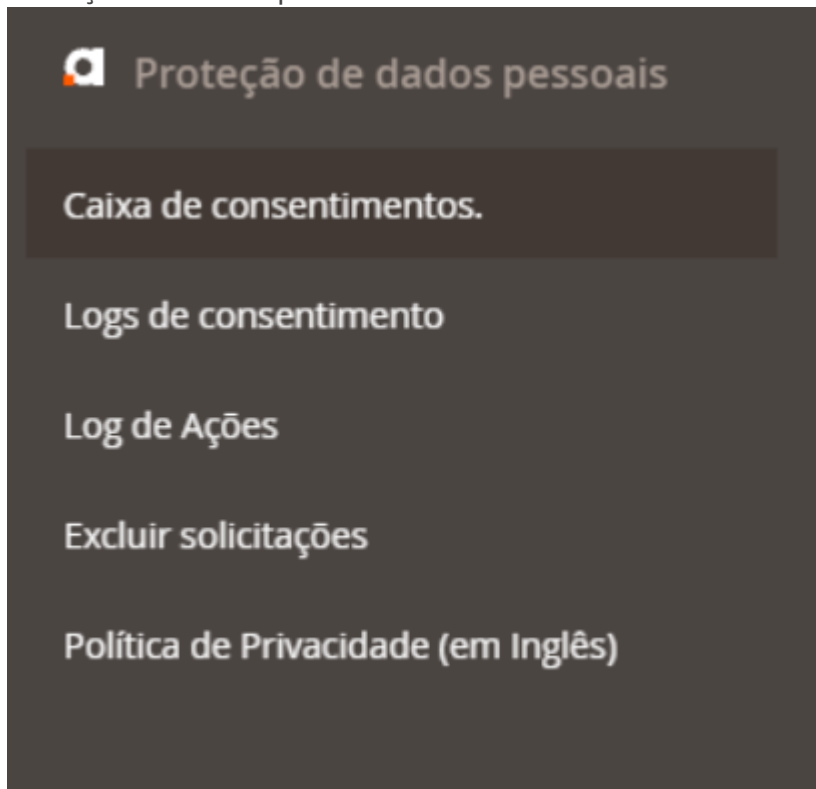 Proteção de dados pessoais
Caixa de consentimentos.
Logs de consentimento
Log de Ações
Excluir solicitações
Política de Privacidade (em Inglês)